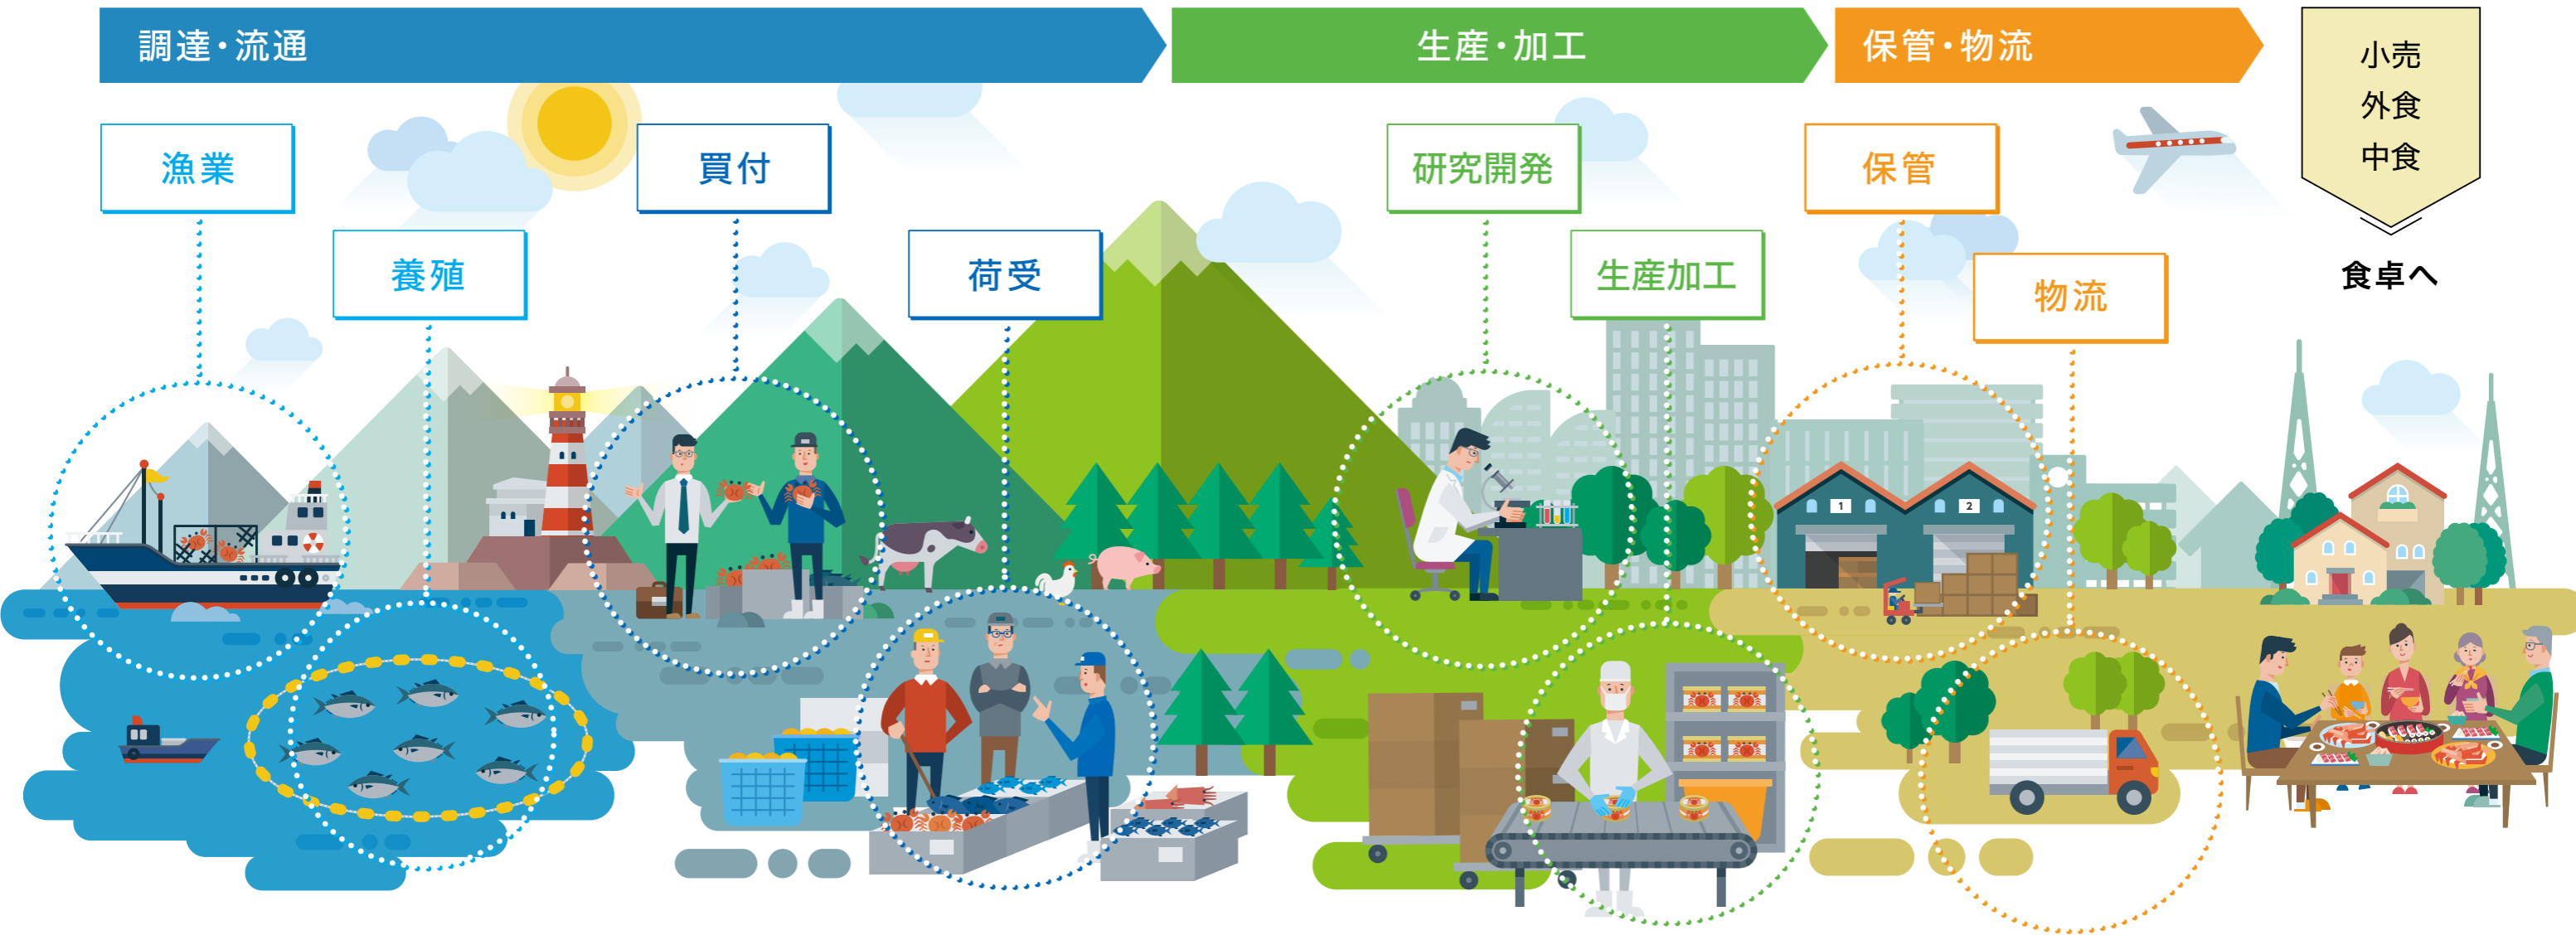 調達・流通
生産・加工
保管・物流
小売
外食
中食
食卓へ
漁業
養殖
買付
荷受
研究開発
生産加工
保管
物流
1
2